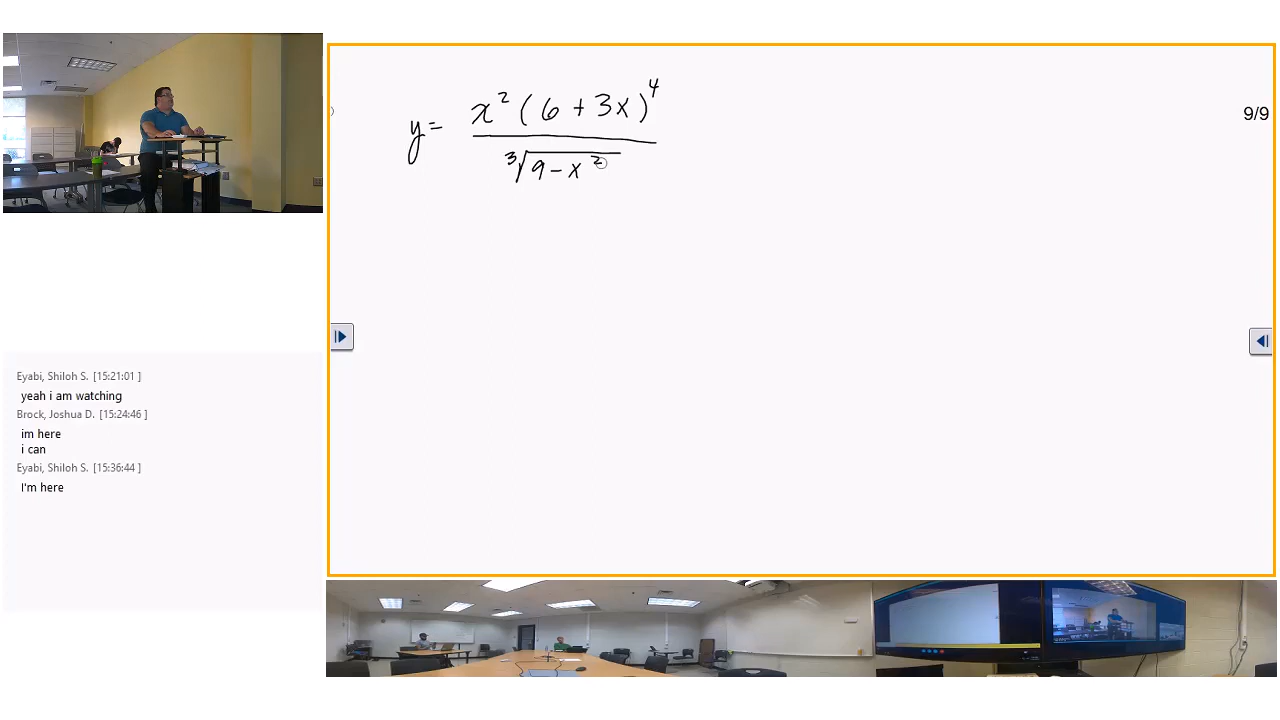 y = x² (6 + 3x)⁴ / ³√(9 − x²)
9/9
Eyabi, Shiloh S. [15:21:01 ]
yeah i am watching
Brock, Joshua D. [15:24:46 ]
im here
i can
Eyabi, Shiloh S. [15:36:44 ]
I'm here